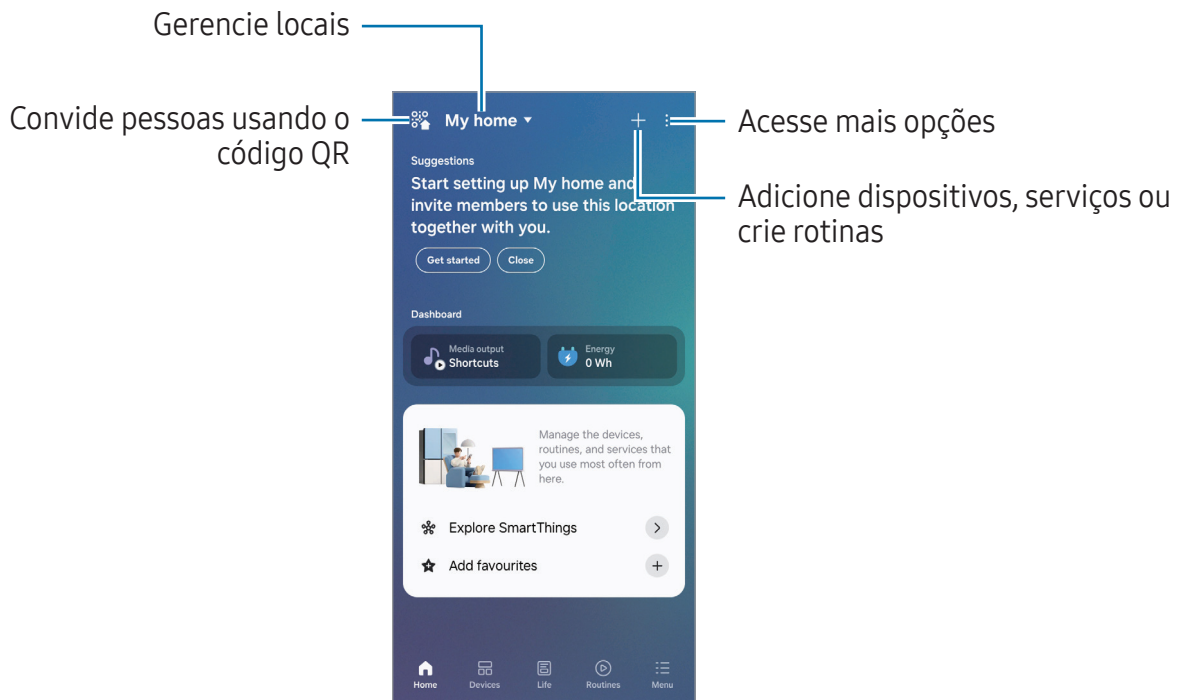 Gerencie locais
Convide pessoas usando o
código QR
My home
Acesse mais opções
Adicione dispositivos, serviços ou
crie rotinas
Suggestions
Start setting up My home and
invite members to use this location
together with you.
Get started
Close
Dashboard
Media output
Shortcuts
Energy
0 Wh
Manage the devices,
routines, and services that
you use most often from
here.
Explore SmartThings
Add favourites
Home
Devices
Life
Routines
Menu